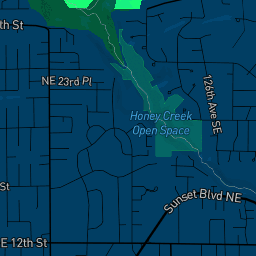 th St
NE 23rd Pl
126th Ave SE
Honey Creek
Open Space
St
Sunset Blvd NE
E 12th St